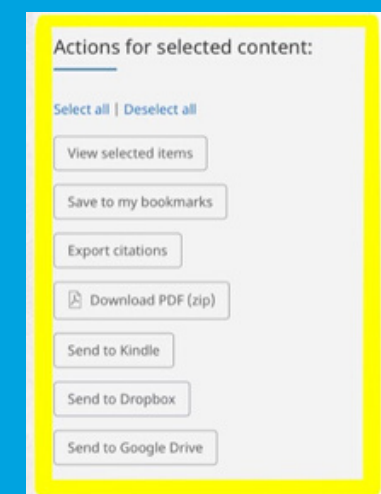 Actions for selected content:
Select all | Deselect all
View selected items
Save to my bookmarks
Export citations
Download PDF (zip)
Send to Kindle
Send to Dropbox
Send to Google Drive